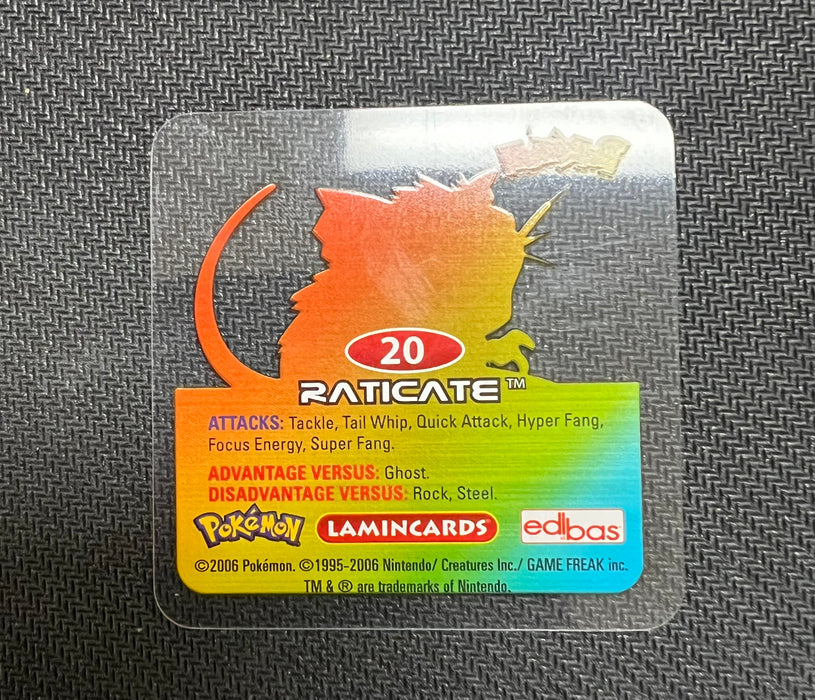 20
RATICATE™
ATTACKS: Tackle, Tail Whip, Quick Attack, Hyper Fang,
Focus Energy, Super Fang.
ADVANTAGE VERSUS: Ghost.
DISADVANTAGE VERSUS: Rock, Steel.
POKéMON LAMINCARDS edibas
©2006 Pokémon. ©1995-2006 Nintendo/ Creatures Inc./ GAME FREAK inc.
TM & ® are trademarks of Nintendo.